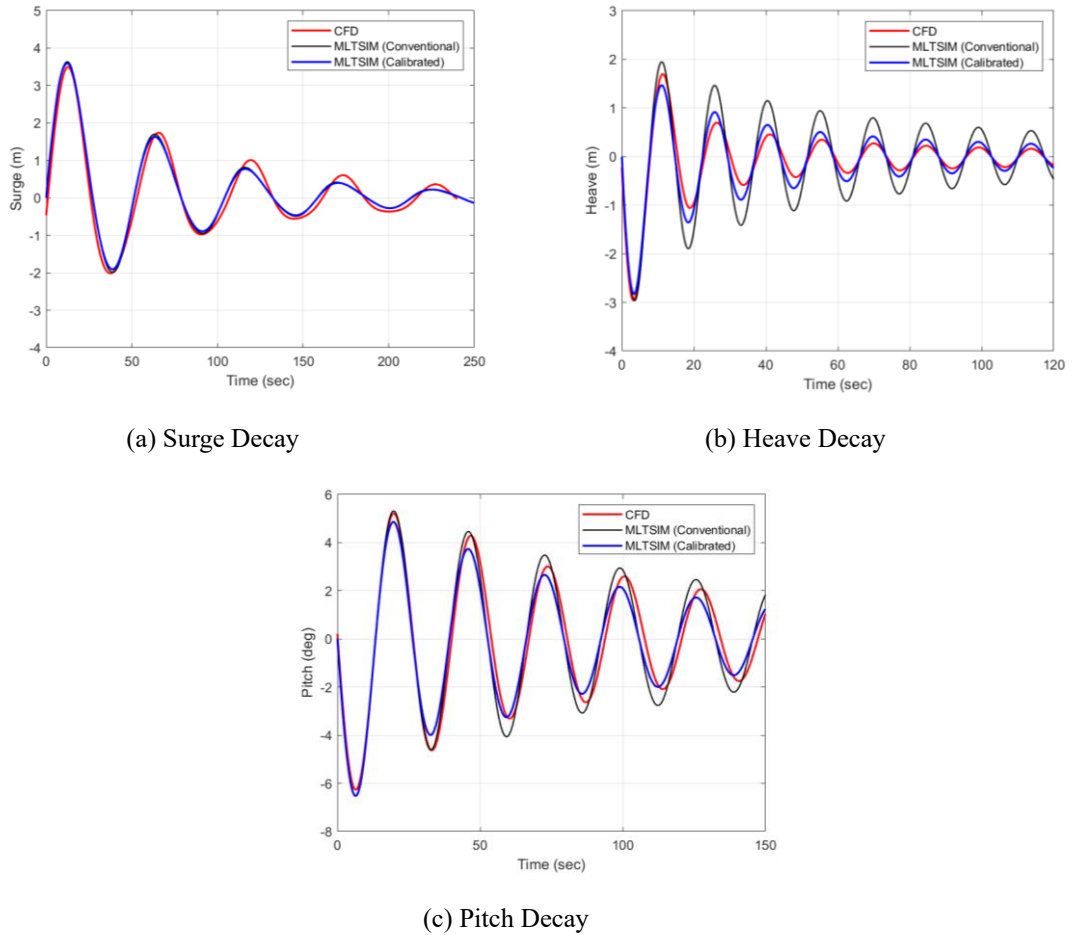 5
4
3
2
1
0
-1
-2
-3
-4
Surge (m)
0 50 100 150 200 250
Time (sec)
CFD
MLTSIM (Conventional)
MLTSIM (Calibrated)
(a) Surge Decay
3
2
1
0
-1
-2
-3
-4
Heave (m)
0 20 40 60 80 100 120
Time (sec)
CFD
MLTSIM (Conventional)
MLTSIM (Calibrated)
(b) Heave Decay
6
4
2
0
-2
-4
-6
-8
Pitch (deg)
0 50 100 150
Time (sec)
CFD
MLTSIM (Conventional)
MLTSIM (Calibrated)
(c) Pitch Decay